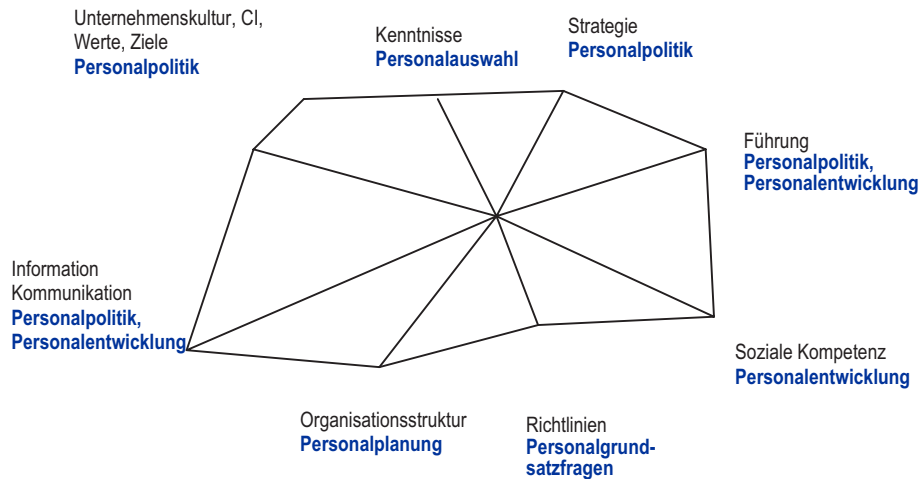 Unternehmenskultur, CI,
Werte, Ziele
Personalpolitik
Kenntnisse
Personalauswahl
Strategie
Personalpolitik
Führung
Personalpolitik,
Personalentwicklung
Information
Kommunikation
Personalpolitik,
Personalentwicklung
Soziale Kompetenz
Personalentwicklung
Organisationsstruktur
Personalplanung
Richtlinien
Personalgrund-
satzfragen